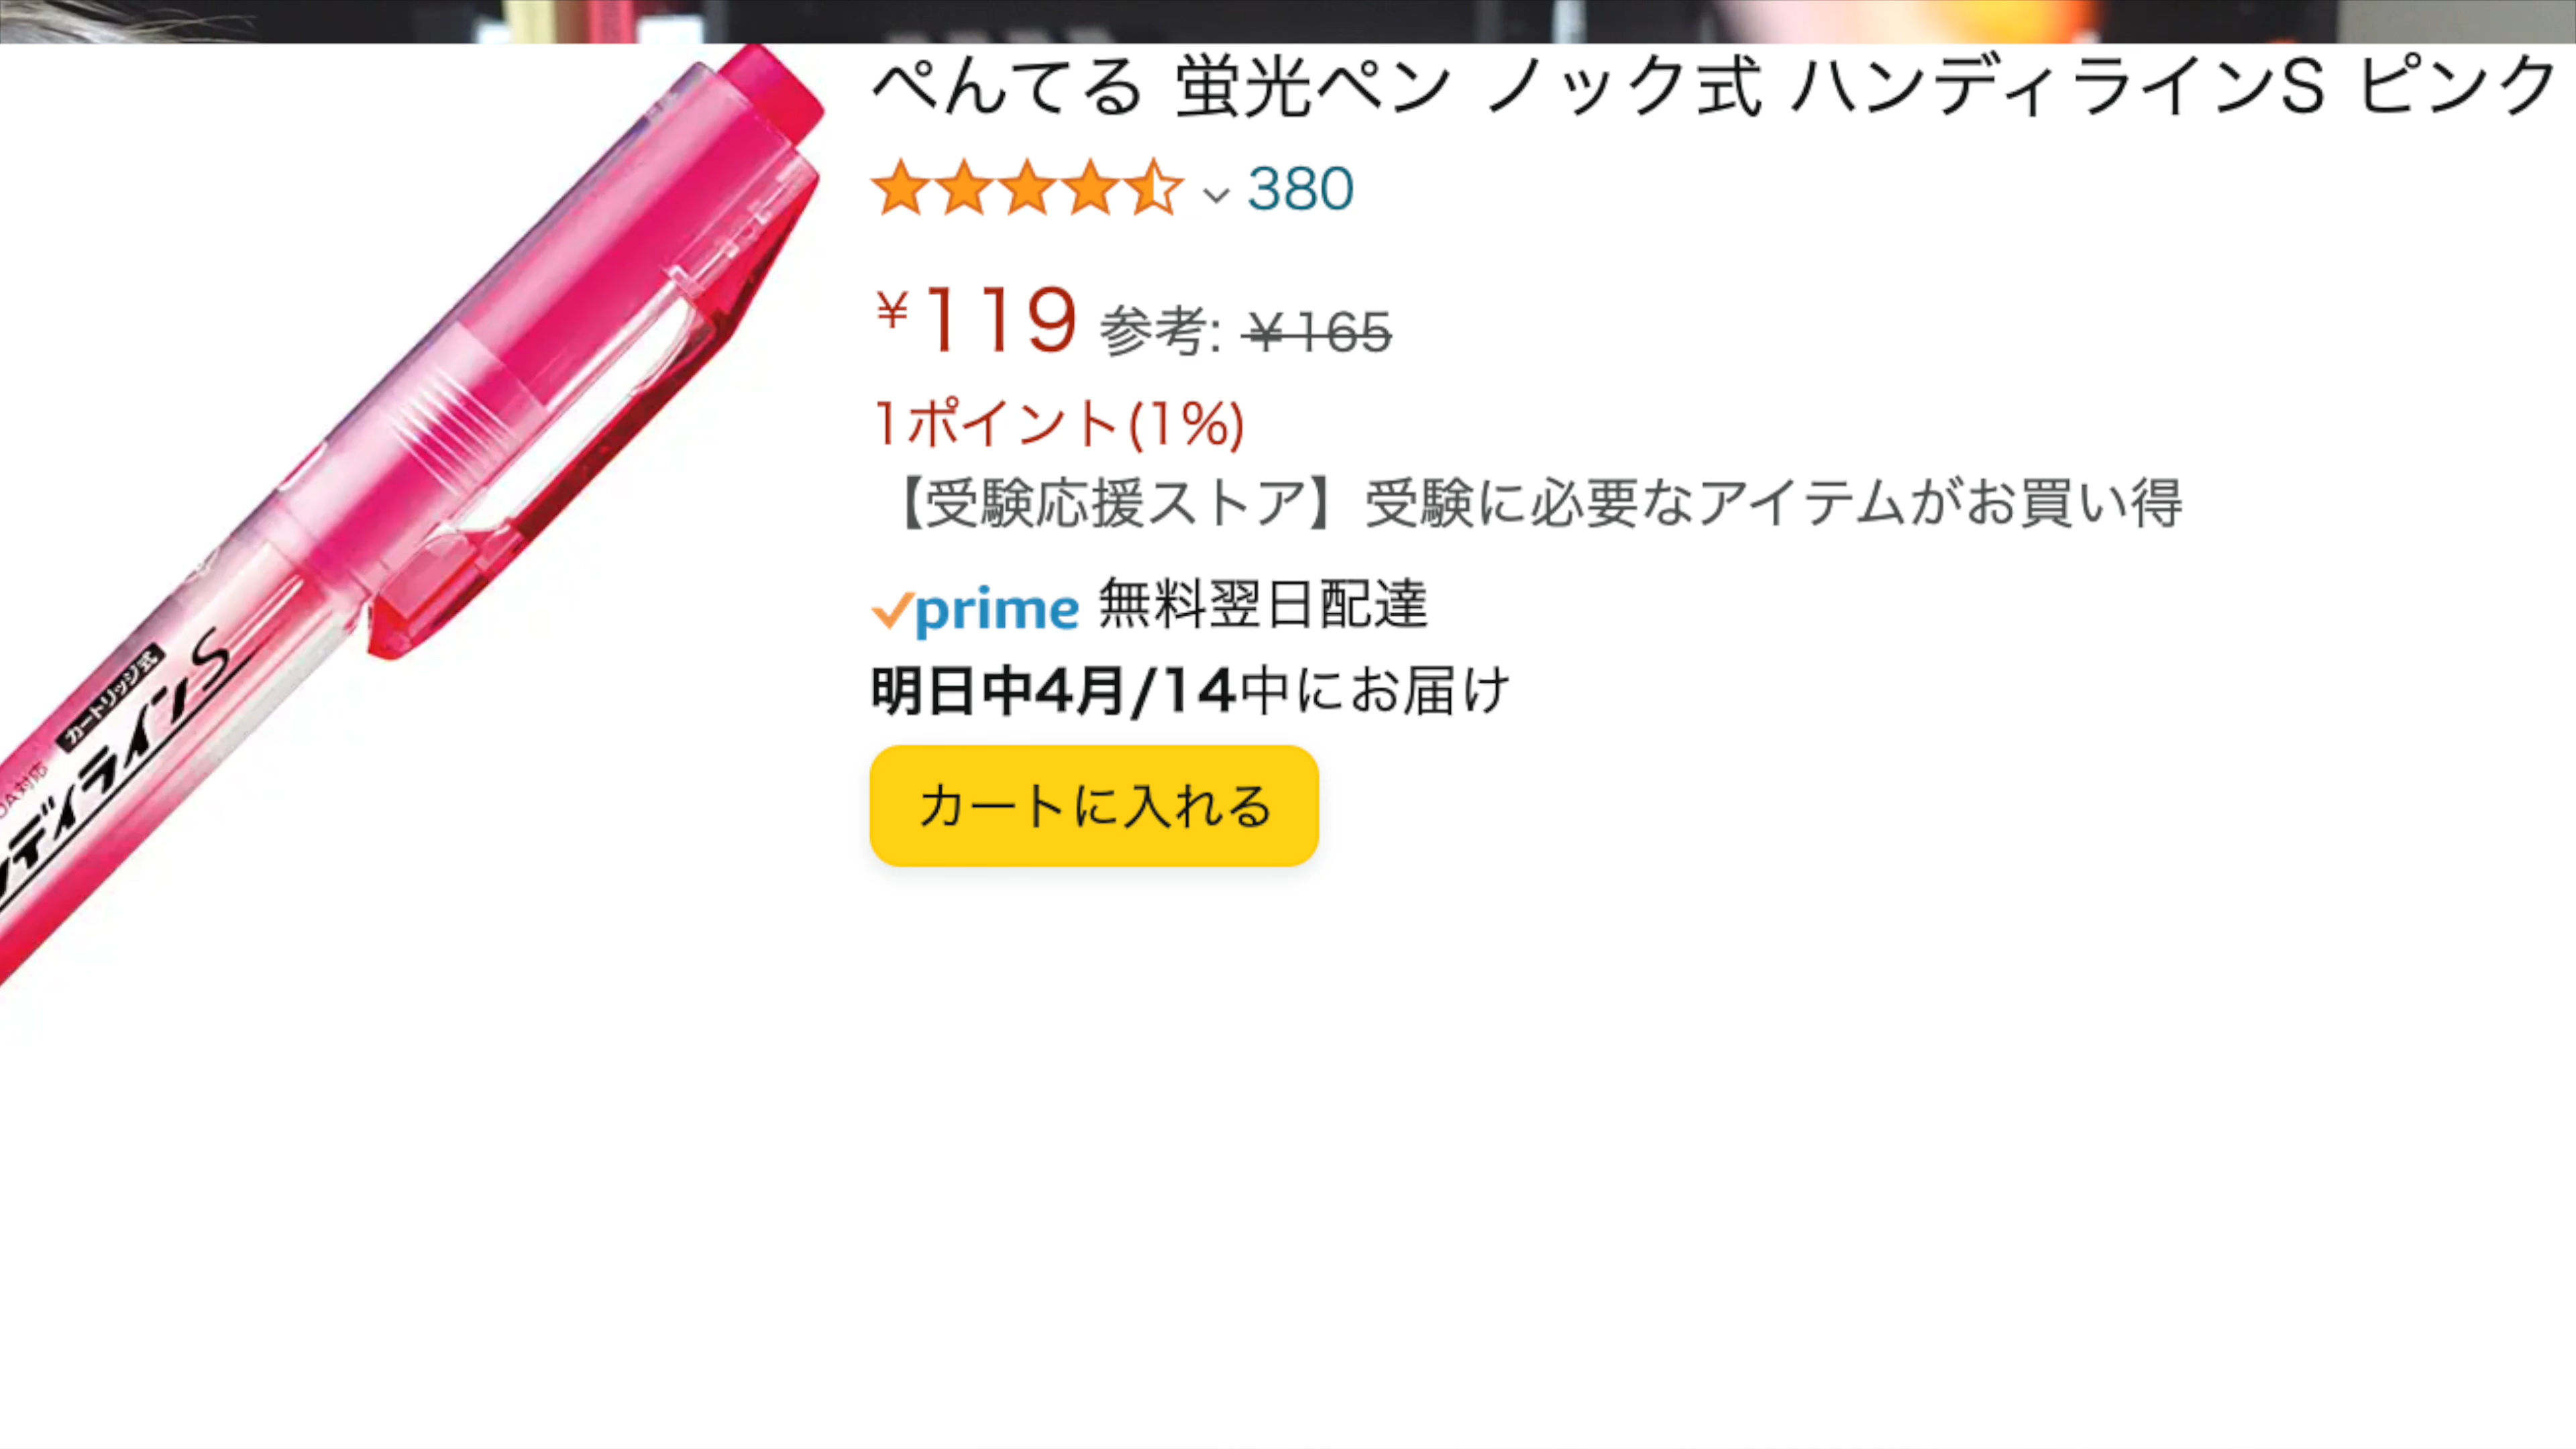 ぺんてる 蛍光ペン ノック式 ハンディラインS ピンク
380
¥119 参考: ¥165
1ポイント(1%)
【受験応援ストア】受験に必要なアイテムがお買い得
prime 無料翌日配達
明日中4月/14中にお届け
カートに入れる
カートリッジ式
ディラインS
OA対応